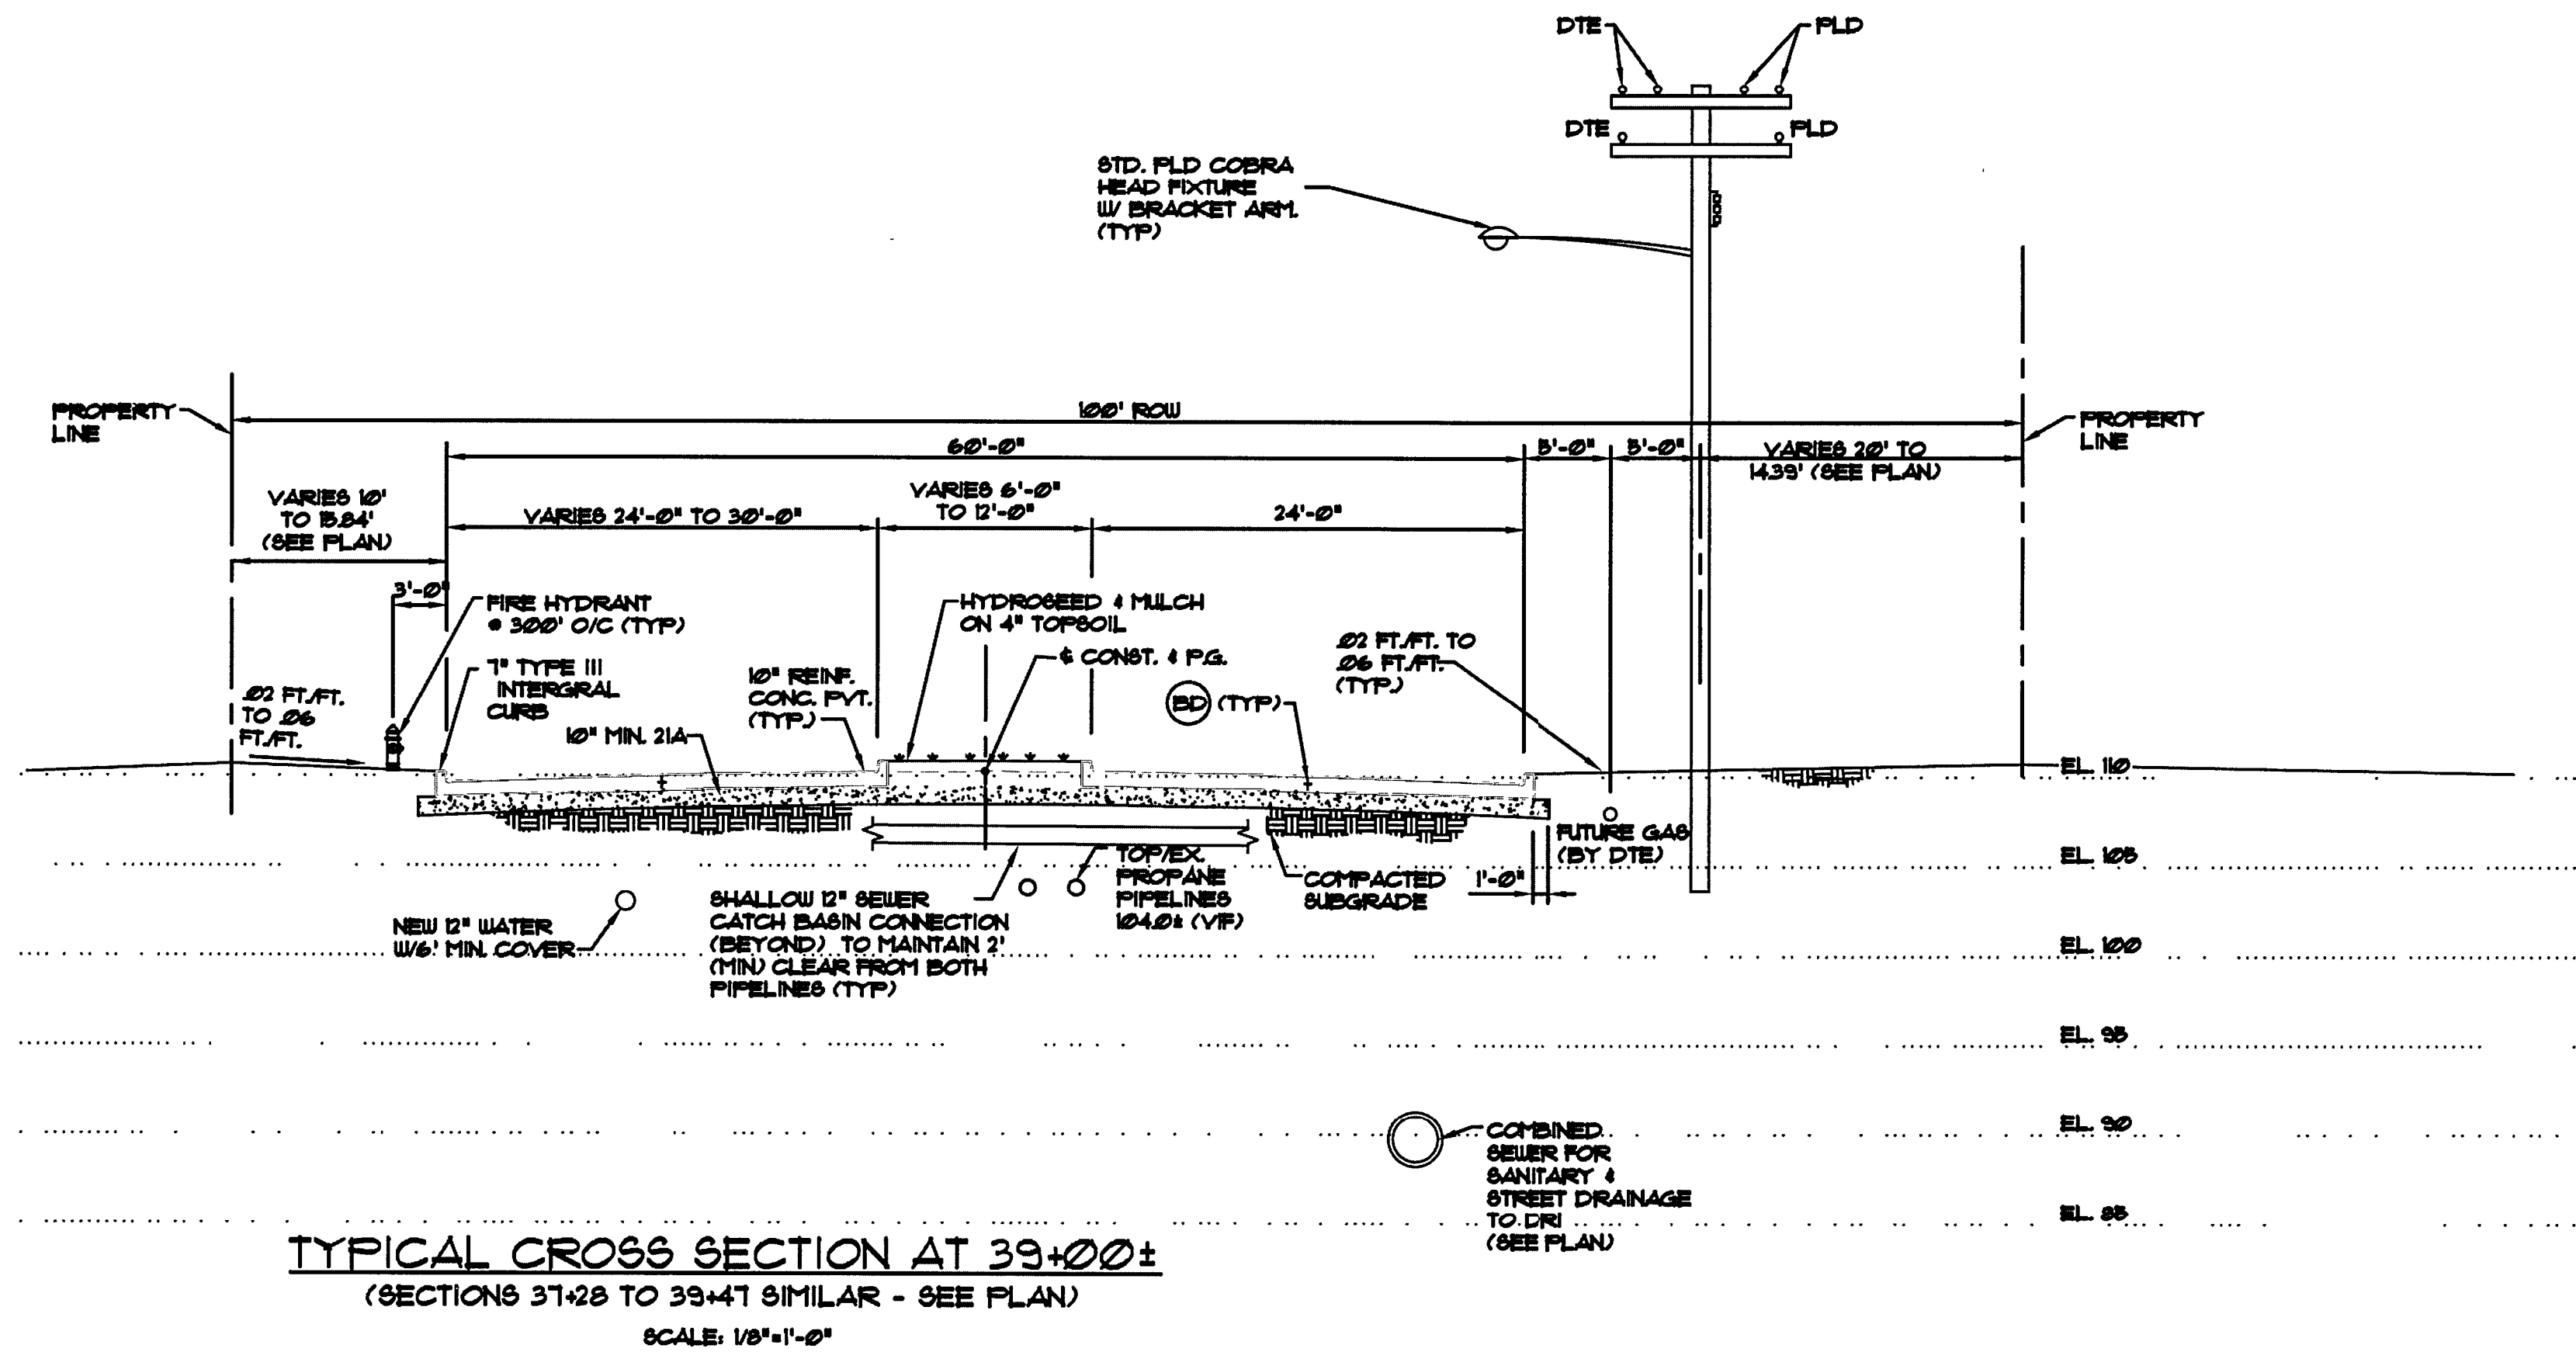 DTE
PLD
DTE
PLD
STD. PLD COBRA
HEAD FIXTURE
W/ BRACKET ARM.
(TYP)
PROPERTY
LINE
100' ROW
PROPERTY
LINE
60'-0"
5'-0"
5'-0"
VARIES 20' TO
14.39' (SEE PLAN)
VARIES 10'
TO 15.84'
(SEE PLAN)
VARIES 24'-0" TO 30'-0"
VARIES 6'-0"
TO 12'-0"
24'-0"
3'-0"
FIRE HYDRANT
@ 300' O/C (TYP)
HYDROSEED & MULCH
ON 4" TOPSOIL
7" TYPE III
INTERGRAL
CURB
10" REINF.
CONC. PVT.
(TYP.)
℄ CONST. & P.G.
BD (TYP)
.02 FT./FT. TO
.06 FT./FT.
(TYP.)
.02 FT./FT.
TO .06
FT./FT.
10" MIN. 21A
EL. 110
FUTURE GAS
(BY DTE)
EL. 105
TOP/EX.
PROPANE
PIPELINES
104.0± (VIF)
COMPACTED
SUBGRADE
1'-0"
NEW 12" WATER
W/6' MIN. COVER
SHALLOW 12" SEWER
CATCH BASIN CONNECTION
(BEYOND) TO MAINTAIN 2'
(MIN) CLEAR FROM BOTH
PIPELINES (TYP)
EL. 100
EL. 95
EL. 90
COMBINED
SEWER FOR
SANITARY &
STREET DRAINAGE
TO DRI
(SEE PLAN)
EL. 85
TYPICAL CROSS SECTION AT 39+00±
(SECTIONS 37+28 TO 39+47 SIMILAR - SEE PLAN)
SCALE: 1/8"=1'-0"